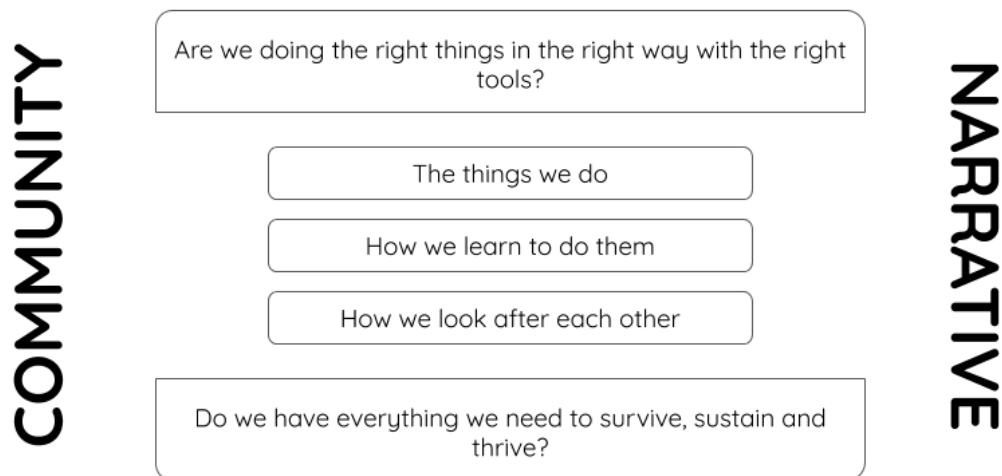 COMMUNITY
Are we doing the right things in the right way with the right
tools?
The things we do
How we learn to do them
How we look after each other
Do we have everything we need to survive, sustain and
thrive?
NARRATIVE